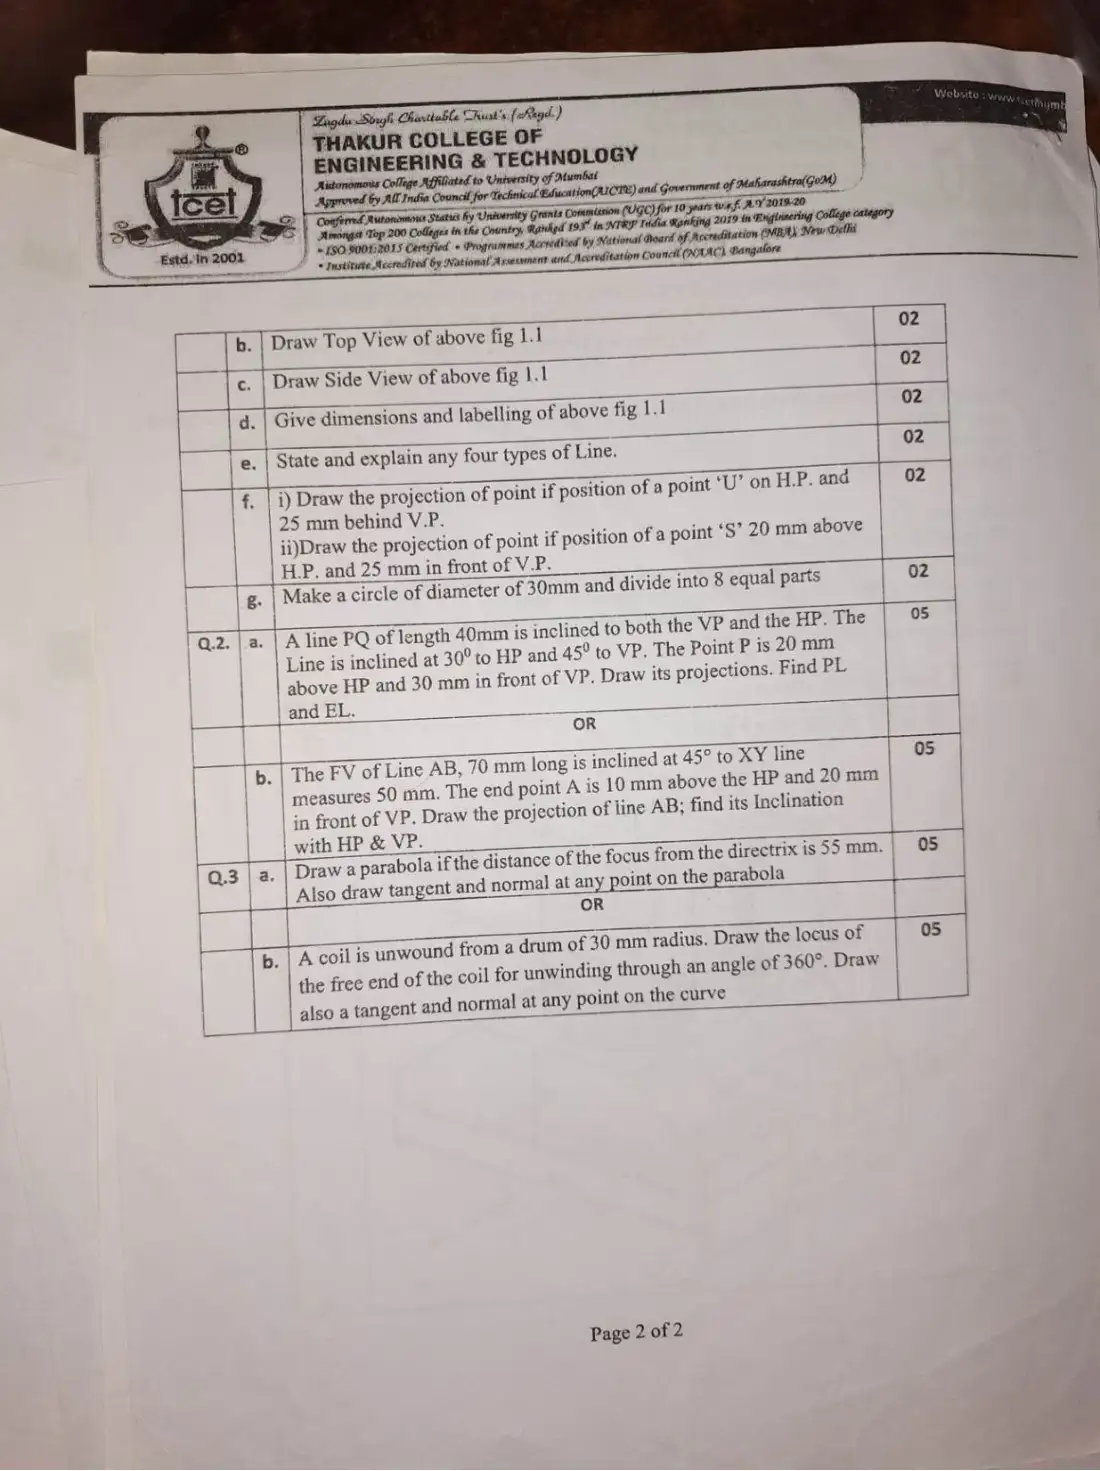 Website : www
Zagdu Singh Charitable Trust's (Regd.)
THAKUR COLLEGE OF
ENGINEERING & TECHNOLOGY
Autonomous College Affiliated to University of Mumbai
Approved by All India Council for Technical Education(AICTE) and Government of Maharashtra(GoM)
Conferred Autonomous Status by University Grants Commission (UGC) for 10 years w.e.f. A.Y 2019-20
Amongst Top 200 Colleges in the Country, Ranked 193rd in NIRF India Ranking 2019 in Engineering College category
• ISO 9001:2015 Certified • Programmes Accredited by National Board of Accreditation (NBA), New Delhi
• Institute Accredited by National Assessment and Accreditation Council (NAAC), Bangalore
®
tcet
Estd. in 2001
b. Draw Top View of above fig 1.1 02
c. Draw Side View of above fig 1.1 02
d. Give dimensions and labelling of above fig 1.1 02
e. State and explain any four types of Line. 02
f. i) Draw the projection of point if position of a point ‘U’ on H.P. and 02
25 mm behind V.P.
ii)Draw the projection of point if position of a point ‘S’ 20 mm above
H.P. and 25 mm in front of V.P.
g. Make a circle of diameter of 30mm and divide into 8 equal parts 02
Q.2. a. A line PQ of length 40mm is inclined to both the VP and the HP. The 05
Line is inclined at 30⁰ to HP and 45⁰ to VP. The Point P is 20 mm
above HP and 30 mm in front of VP. Draw its projections. Find PL
and EL.
OR
b. The FV of Line AB, 70 mm long is inclined at 45° to XY line 05
measures 50 mm. The end point A is 10 mm above the HP and 20 mm
in front of VP. Draw the projection of line AB; find its Inclination
with HP & VP.
Q.3 a. Draw a parabola if the distance of the focus from the directrix is 55 mm. 05
Also draw tangent and normal at any point on the parabola
OR
b. A coil is unwound from a drum of 30 mm radius. Draw the locus of 05
the free end of the coil for unwinding through an angle of 360°. Draw
also a tangent and normal at any point on the curve
Page 2 of 2